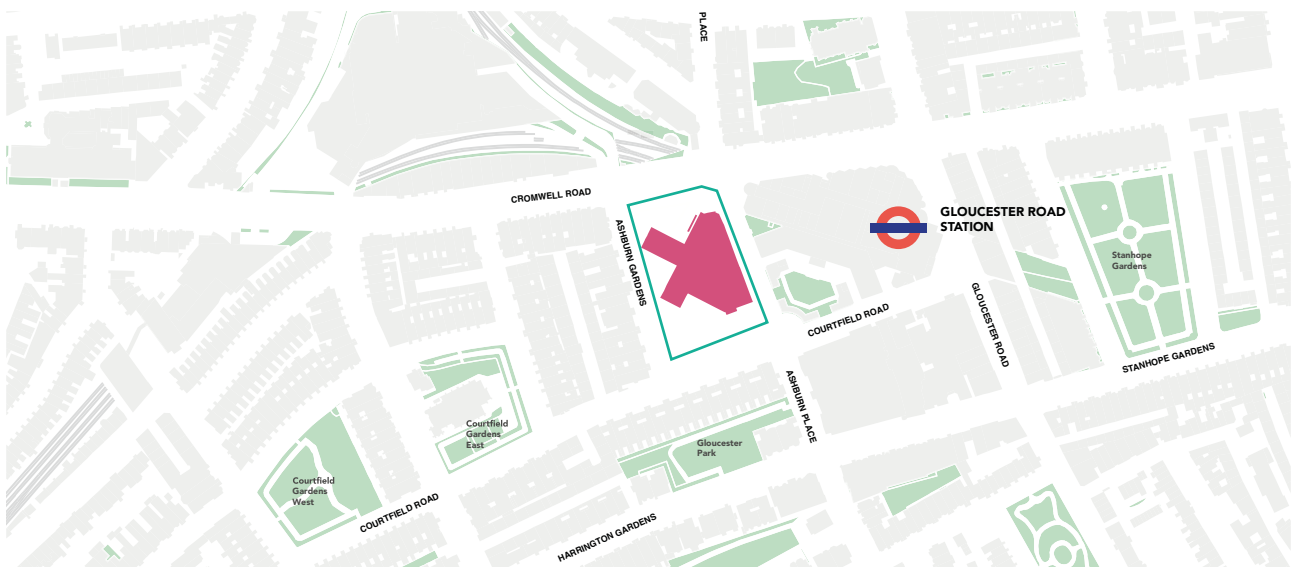 PLACE
CROMWELL ROAD
GLOUCESTER ROAD
STATION
ASHBURN GARDENS
Stanhope
Gardens
COURTFIELD ROAD
GLOUCESTER ROAD
STANHOPE GARDENS
ASHBURN PLACE
Courtfield
Gardens
East
Gloucester
Park
Courtfield
Gardens
West
COURTFIELD ROAD
HARRINGTON GARDENS